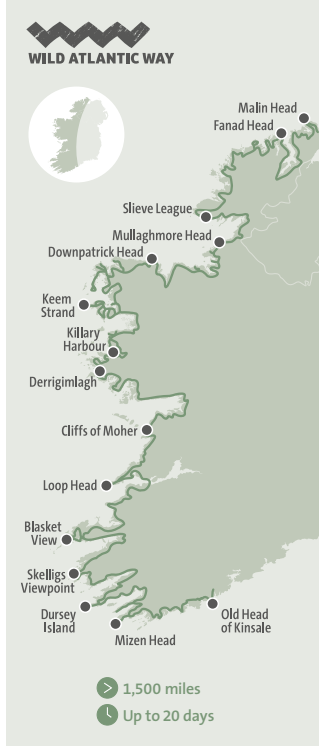 WILD ATLANTIC WAY
Malin Head
Fanad Head
Slieve League
Mullaghmore Head
Downpatrick Head
Keem
Strand
Killary
Harbour
Derrigimlagh
Cliffs of Moher
Loop Head
Blasket
View
Skelligs
Viewpoint
Dursey
Island
Mizen Head
Old Head
of Kinsale
1,500 miles
Up to 20 days